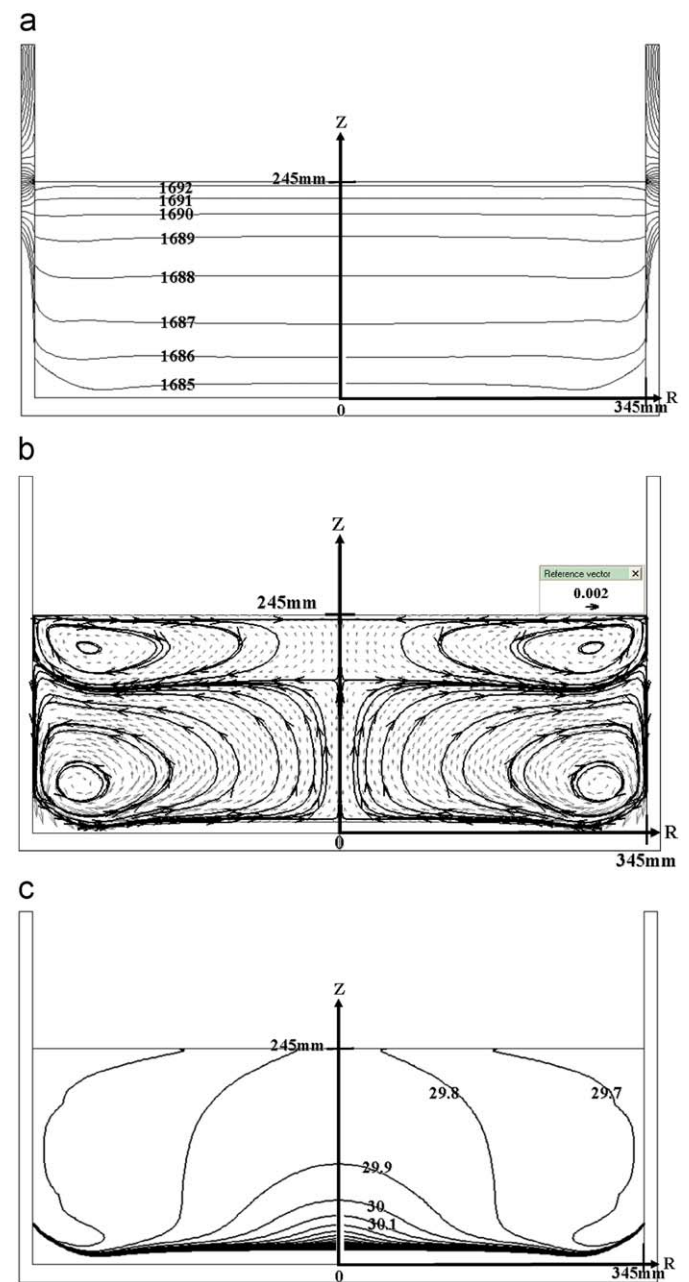 a
Z
245mm
1692
1691
1690
1689
1688
1687
1686
1685
R
0
345mm
b
Z
Reference vector
0.002
245mm
R
0
345mm
c
Z
245mm
29.8
29.7
29.9
30
30.1
R
0
345mm